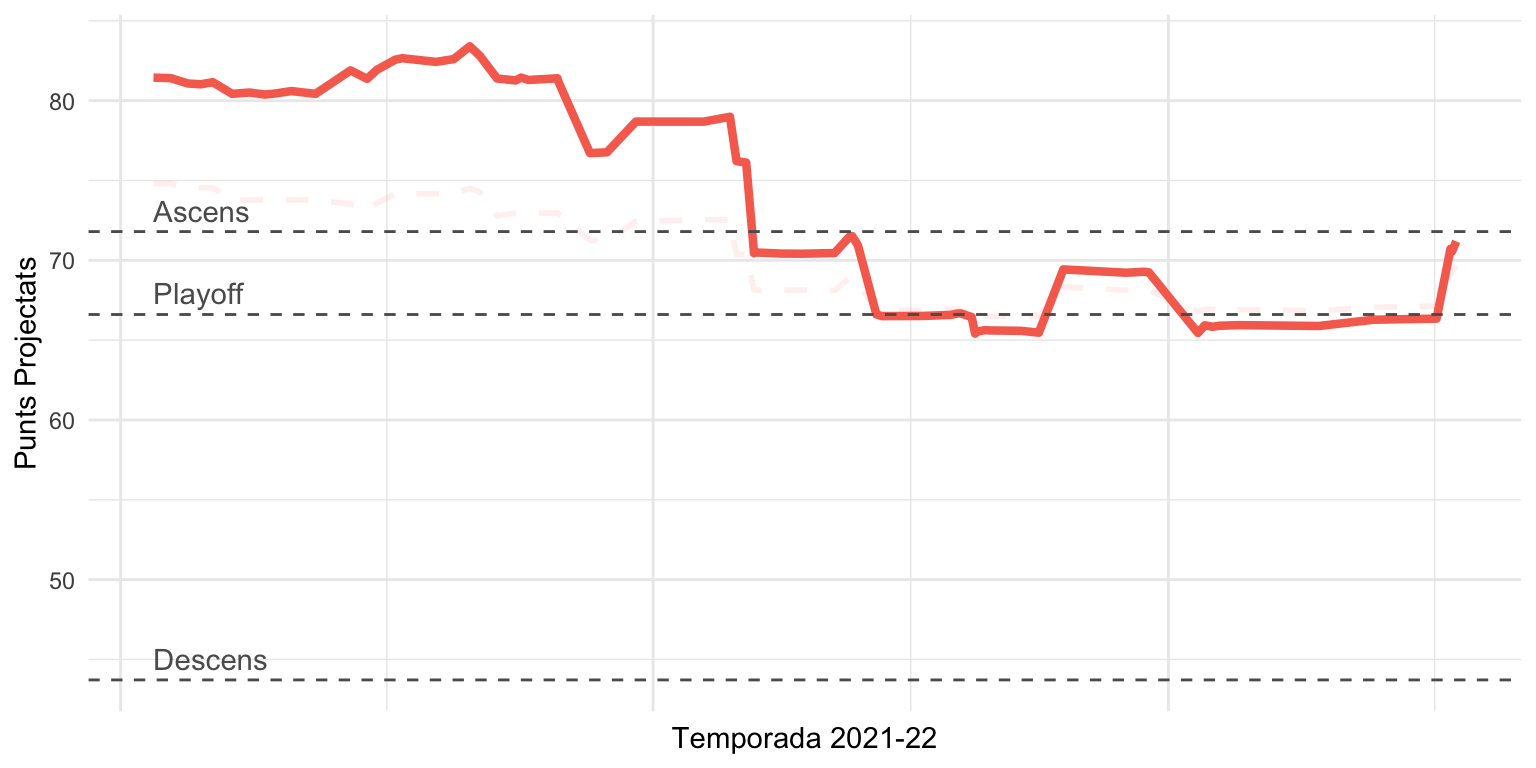 80
Ascens
70
Playoff
60
50
Descens
Punts Projectats
Temporada 2021-22